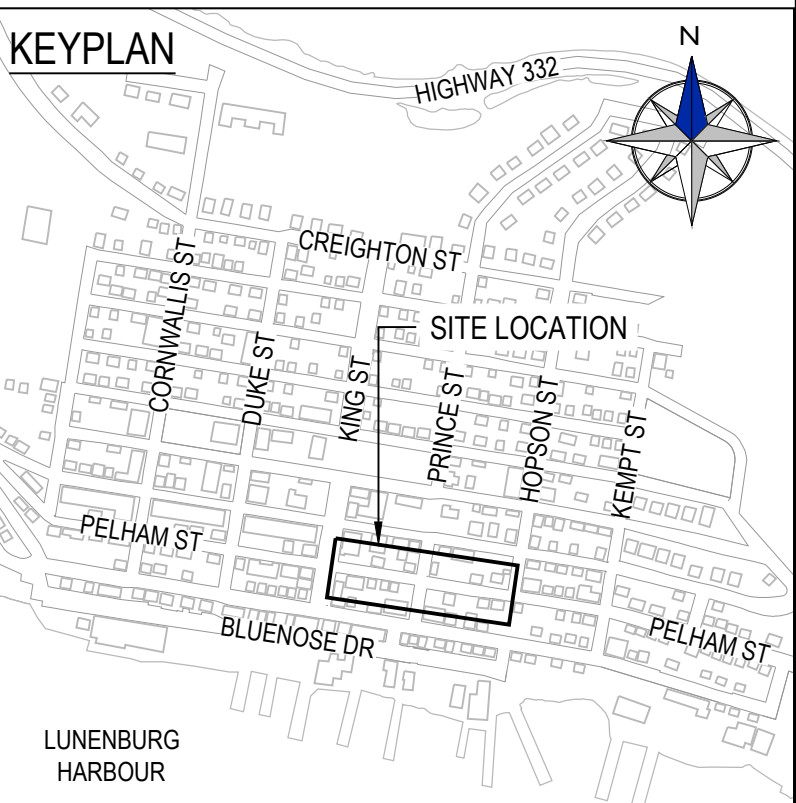 KEYPLAN
N
HIGHWAY 332
CREIGHTON ST
CORNWALLIS ST
SITE LOCATION
DUKE ST
KING ST
PRINCE ST
HOPSON ST
KEMPT ST
PELHAM ST
BLUENOSE DR
PELHAM ST
LUNENBURG
HARBOUR